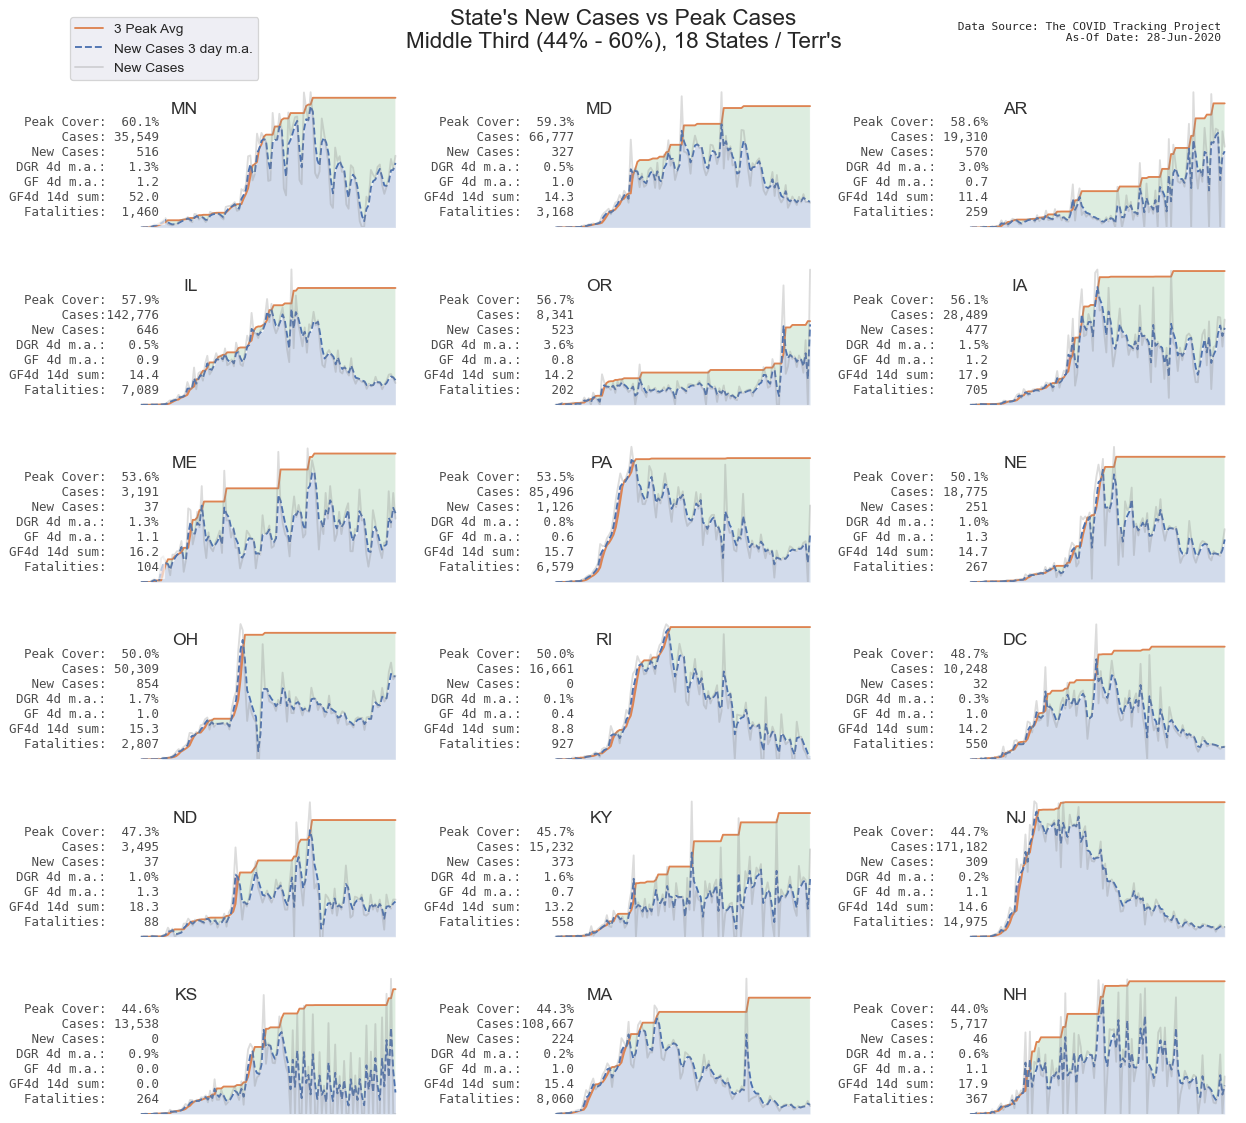 3 Peak Avg
New Cases 3 day m.a.
New Cases
State's New Cases vs Peak Cases
Middle Third (44% - 60%), 18 States / Terr's
Data Source: The COVID Tracking Project
As-Of Date: 28-Jun-2020
MN
Peak Cover: 60.1%
Cases: 35,549
New Cases: 516
DGR 4d m.a.: 1.3%
GF 4d m.a.: 1.2
GF4d 14d sum: 52.0
Fatalities: 1,460
MD
Peak Cover: 59.3%
Cases: 66,777
New Cases: 327
DGR 4d m.a.: 0.5%
GF 4d m.a.: 1.0
GF4d 14d sum: 14.3
Fatalities: 3,168
AR
Peak Cover: 58.6%
Cases: 19,310
New Cases: 570
DGR 4d m.a.: 3.0%
GF 4d m.a.: 0.7
GF4d 14d sum: 11.4
Fatalities: 259
IL
Peak Cover: 57.9%
Cases:142,776
New Cases: 646
DGR 4d m.a.: 0.5%
GF 4d m.a.: 0.9
GF4d 14d sum: 14.4
Fatalities: 7,089
OR
Peak Cover: 56.7%
Cases: 8,341
New Cases: 523
DGR 4d m.a.: 3.6%
GF 4d m.a.: 0.8
GF4d 14d sum: 14.2
Fatalities: 202
IA
Peak Cover: 56.1%
Cases: 28,489
New Cases: 477
DGR 4d m.a.: 1.5%
GF 4d m.a.: 1.2
GF4d 14d sum: 17.9
Fatalities: 705
ME
Peak Cover: 53.6%
Cases: 3,191
New Cases: 37
DGR 4d m.a.: 1.3%
GF 4d m.a.: 1.1
GF4d 14d sum: 16.2
Fatalities: 104
PA
Peak Cover: 53.5%
Cases: 85,496
New Cases: 1,126
DGR 4d m.a.: 0.8%
GF 4d m.a.: 0.6
GF4d 14d sum: 15.7
Fatalities: 6,579
NE
Peak Cover: 50.1%
Cases: 18,775
New Cases: 251
DGR 4d m.a.: 1.0%
GF 4d m.a.: 1.3
GF4d 14d sum: 14.7
Fatalities: 267
OH
Peak Cover: 50.0%
Cases: 50,309
New Cases: 854
DGR 4d m.a.: 1.7%
GF 4d m.a.: 1.0
GF4d 14d sum: 15.3
Fatalities: 2,807
RI
Peak Cover: 50.0%
Cases: 16,661
New Cases: 0
DGR 4d m.a.: 0.1%
GF 4d m.a.: 0.4
GF4d 14d sum: 8.8
Fatalities: 927
DC
Peak Cover: 48.7%
Cases: 10,248
New Cases: 32
DGR 4d m.a.: 0.3%
GF 4d m.a.: 1.0
GF4d 14d sum: 14.2
Fatalities: 550
ND
Peak Cover: 47.3%
Cases: 3,495
New Cases: 37
DGR 4d m.a.: 1.0%
GF 4d m.a.: 1.3
GF4d 14d sum: 18.3
Fatalities: 88
KY
Peak Cover: 45.7%
Cases: 15,232
New Cases: 373
DGR 4d m.a.: 1.6%
GF 4d m.a.: 0.7
GF4d 14d sum: 13.2
Fatalities: 558
NJ
Peak Cover: 44.7%
Cases:171,182
New Cases: 309
DGR 4d m.a.: 0.2%
GF 4d m.a.: 1.1
GF4d 14d sum: 14.6
Fatalities: 14,975
KS
Peak Cover: 44.6%
Cases: 13,538
New Cases: 0
DGR 4d m.a.: 0.9%
GF 4d m.a.: 0.0
GF4d 14d sum: 0.0
Fatalities: 264
MA
Peak Cover: 44.3%
Cases:108,667
New Cases: 224
DGR 4d m.a.: 0.2%
GF 4d m.a.: 1.0
GF4d 14d sum: 15.4
Fatalities: 8,060
NH
Peak Cover: 44.0%
Cases: 5,717
New Cases: 46
DGR 4d m.a.: 0.6%
GF 4d m.a.: 1.1
GF4d 14d sum: 17.9
Fatalities: 367